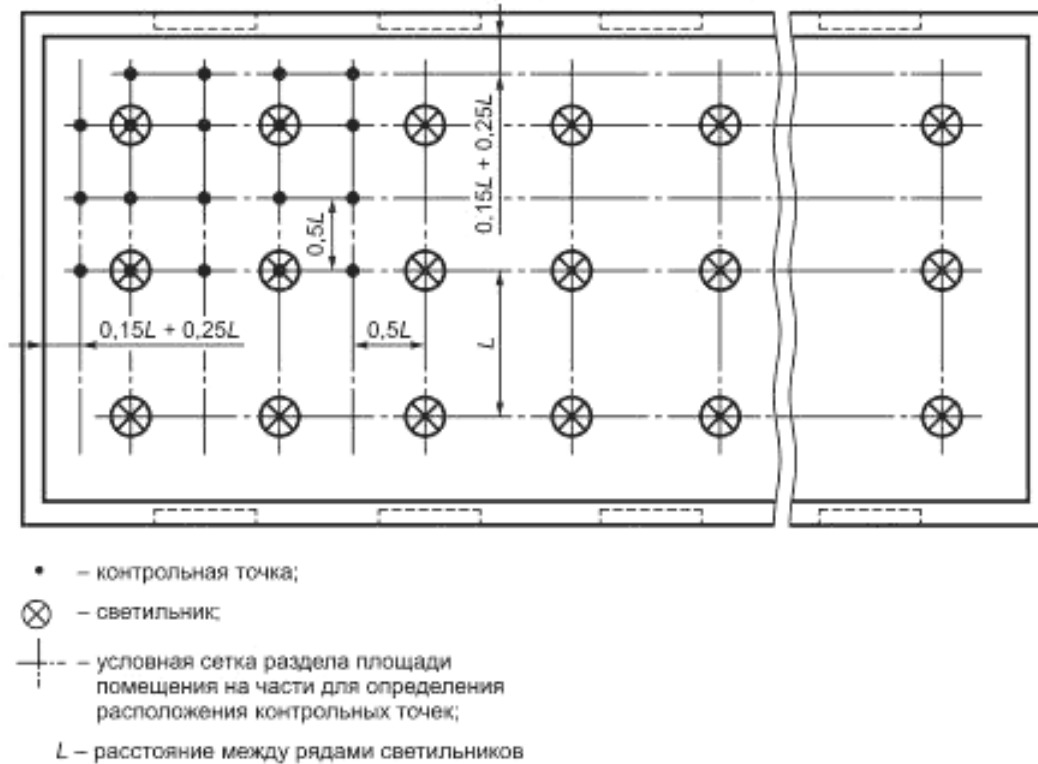 0,15L + 0,25L
0,5L
0,15L + 0,25L
0,5L
L
– контрольная точка;
– светильник;
– условная сетка раздела площади
помещения на части для определения
расположения контрольных точек;
L – расстояние между рядами светильников